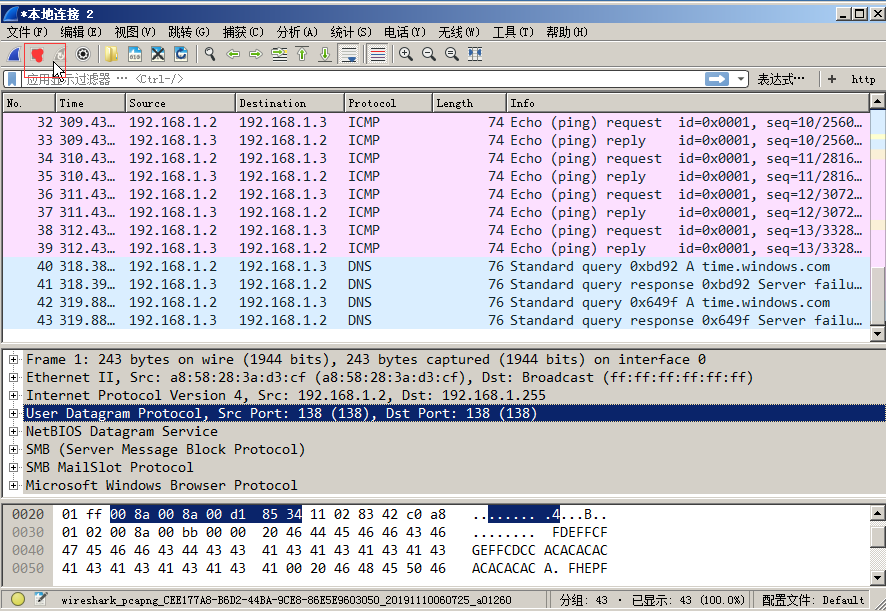 *本地连接 2
文件(F) 编辑(E) 视图(V) 跳转(G) 捕获(C) 分析(A) 统计(S) 电话(Y) 无线(W) 工具(T) 帮助(H)
应用显示过滤器 … <Ctrl-/> 表达式… + http
No. Time Source Destination Protocol Length Info
32 309.43… 192.168.1.2 192.168.1.3 ICMP 74 Echo (ping) request id=0x0001, seq=10/2560…
33 309.43… 192.168.1.3 192.168.1.2 ICMP 74 Echo (ping) reply id=0x0001, seq=10/2560…
34 310.43… 192.168.1.2 192.168.1.3 ICMP 74 Echo (ping) request id=0x0001, seq=11/2816…
35 310.43… 192.168.1.3 192.168.1.2 ICMP 74 Echo (ping) reply id=0x0001, seq=11/2816…
36 311.43… 192.168.1.2 192.168.1.3 ICMP 74 Echo (ping) request id=0x0001, seq=12/3072…
37 311.43… 192.168.1.3 192.168.1.2 ICMP 74 Echo (ping) reply id=0x0001, seq=12/3072…
38 312.43… 192.168.1.2 192.168.1.3 ICMP 74 Echo (ping) request id=0x0001, seq=13/3328…
39 312.43… 192.168.1.3 192.168.1.2 ICMP 74 Echo (ping) reply id=0x0001, seq=13/3328…
40 318.38… 192.168.1.2 192.168.1.3 DNS 76 Standard query 0xbd92 A time.windows.com
41 318.39… 192.168.1.3 192.168.1.2 DNS 76 Standard query response 0xbd92 Server failu…
42 319.88… 192.168.1.2 192.168.1.3 DNS 76 Standard query 0x649f A time.windows.com
43 319.88… 192.168.1.3 192.168.1.2 DNS 76 Standard query response 0x649f Server failu…
Frame 1: 243 bytes on wire (1944 bits), 243 bytes captured (1944 bits) on interface 0
Ethernet II, Src: a8:58:28:3a:d3:cf (a8:58:28:3a:d3:cf), Dst: Broadcast (ff:ff:ff:ff:ff:ff)
Internet Protocol Version 4, Src: 192.168.1.2, Dst: 192.168.1.255
User Datagram Protocol, Src Port: 138 (138), Dst Port: 138 (138)
NetBIOS Datagram Service
SMB (Server Message Block Protocol)
SMB MailSlot Protocol
Microsoft Windows Browser Protocol
0020 01 ff 00 8a 00 8a 00 d1 85 34 11 02 83 42 c0 a8 ........ .4...B..
0030 01 02 00 8a 00 bb 00 00 20 46 44 45 46 46 43 46 ........ FDEFFCF
0040 47 45 46 46 43 44 43 43 41 43 41 43 41 43 41 43 GEFFCDCC ACACACAC
0050 41 43 41 43 41 43 41 43 41 00 20 46 48 45 50 46 ACACACAC A. FHEPF
wireshark_pcapng_CEE177A8-B6D2-44BA-9CE8-86E5E9603050_20191110060725_a01260 分组: 43 · 已显示: 43 (100.0%) 配置文件: Default